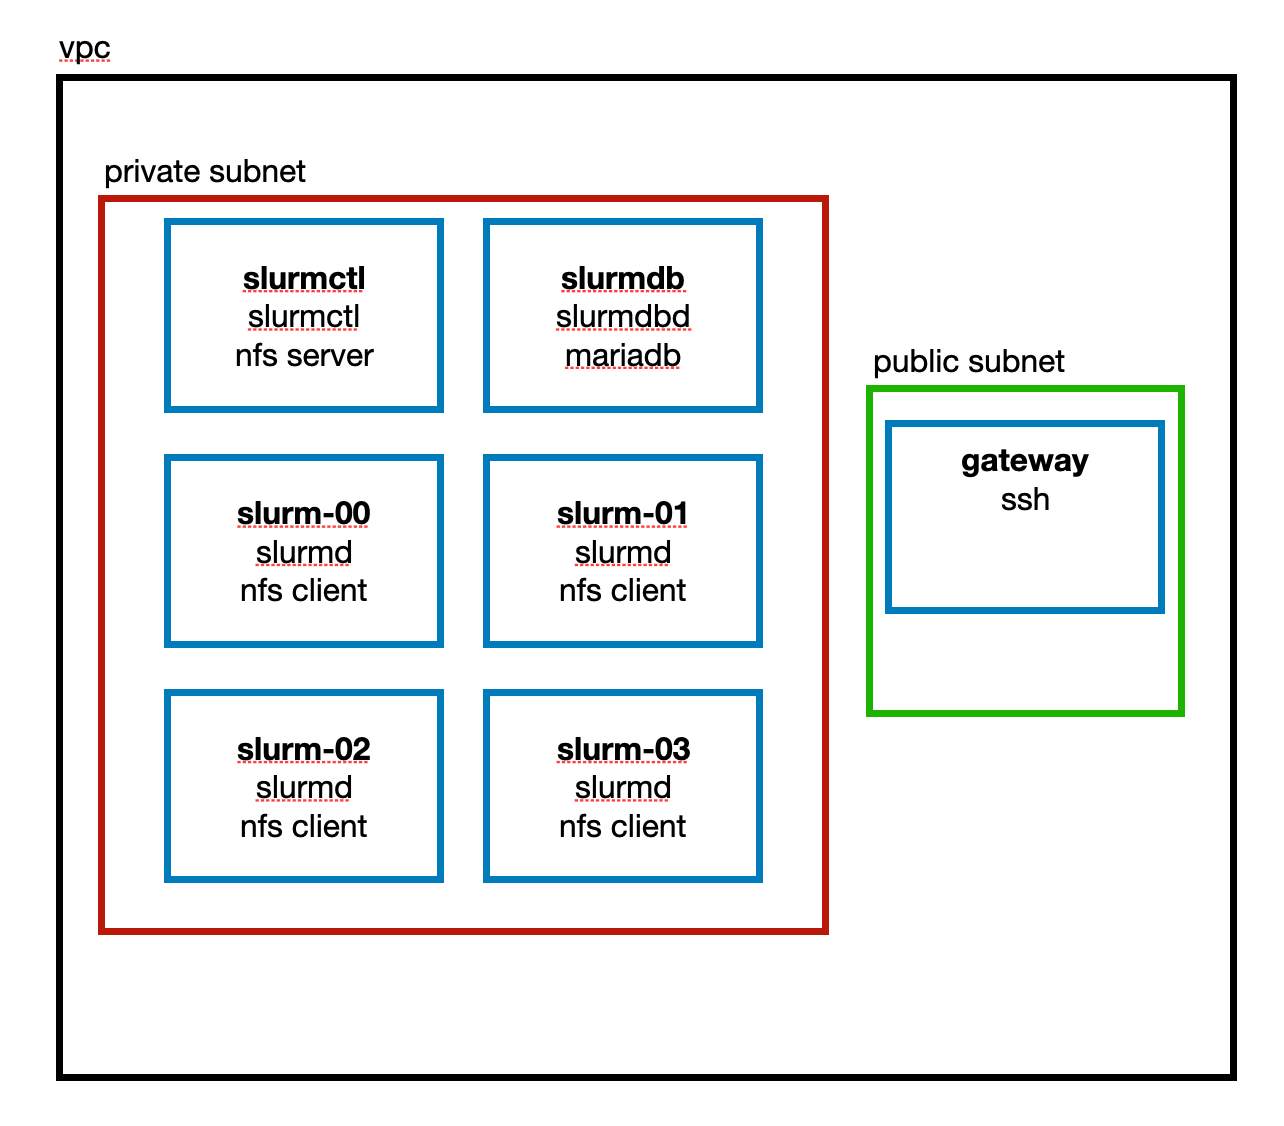 vpc
private subnet
slurmctl
slurmctl
nfs server
slurmdb
slurmdbd
mariadb
slurm-00
slurmd
nfs client
slurm-01
slurmd
nfs client
slurm-02
slurmd
nfs client
slurm-03
slurmd
nfs client
public subnet
gateway
ssh